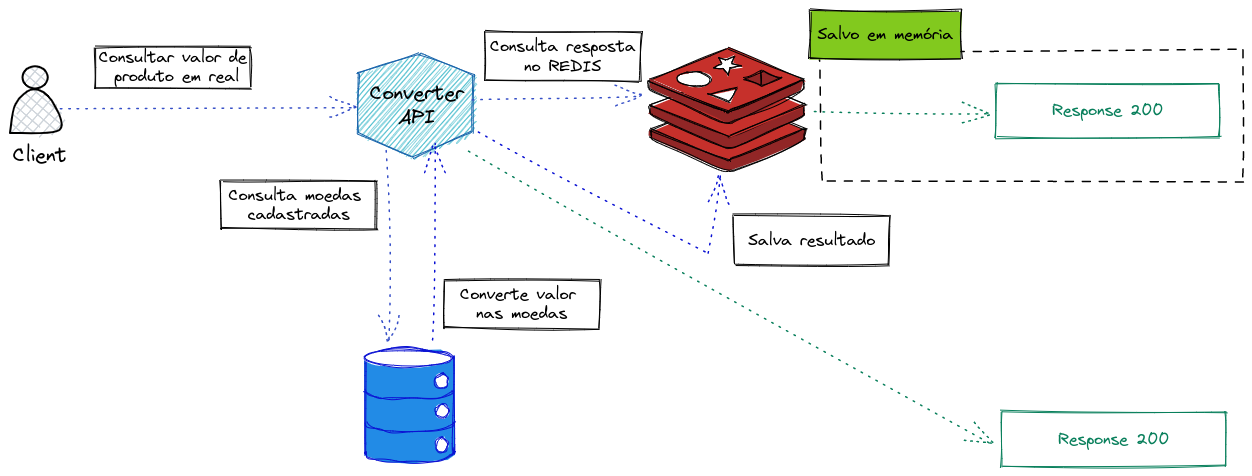 Consultar valor de
produto em real
Client
Converter
API
Consulta resposta
no REDIS
Salvo em memória
Response 200
Consulta moedas
cadastradas
Salva resultado
Converte valor
nas moedas
Response 200